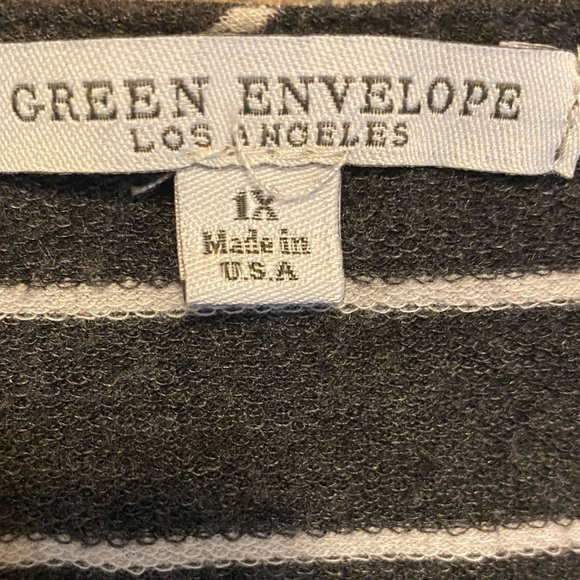 GREEN ENVELOPE
LOS ANGELES
1X
Made in
U.S.A